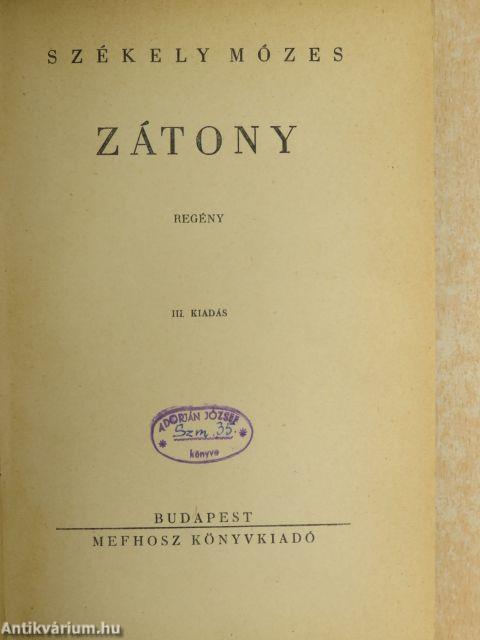 SZÉKELY MÓZES
ZÁTONY
REGÉNY
III. KIADÁS
ADORJÁN JÓZSEF
Szm. 35.
könyve
BUDAPEST
MEFHOSZ KÖNYVKIADÓ
Antikvárium.hu